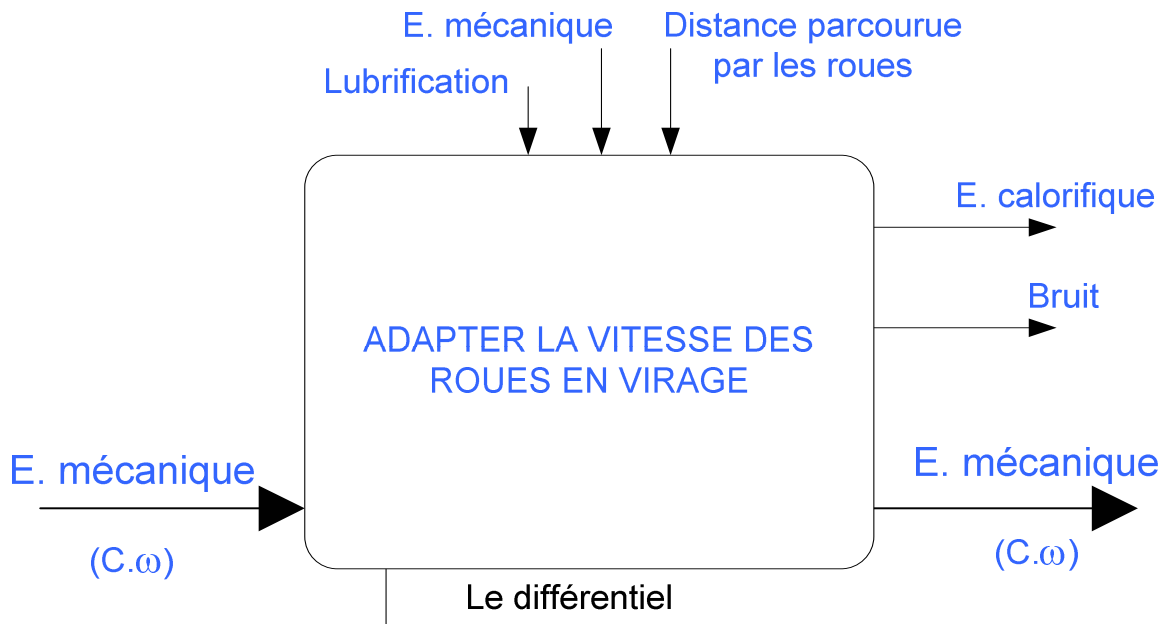 E. mécanique
Distance parcourue
par les roues
Lubrification
E. calorifique
Bruit
ADAPTER LA VITESSE DES
ROUES EN VIRAGE
E. mécanique
(C.ω)
E. mécanique
(C.ω)
Le différentiel